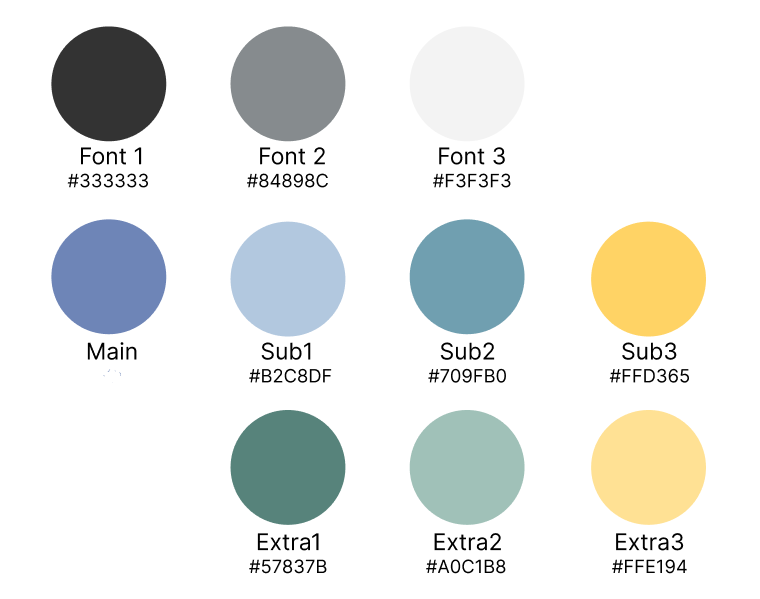 Font 1
#333333
Font 2
#84898C
Font 3
#F3F3F3
Main
Sub1
#B2C8DF
Sub2
#709FB0
Sub3
#FFD365
Extra1
#57837B
Extra2
#A0C1B8
Extra3
#FFE194